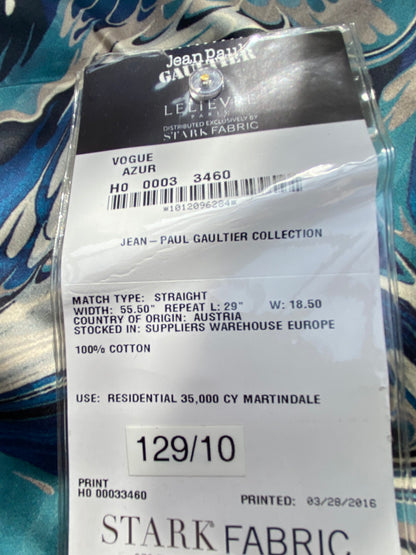 Jean Paul
GAULTIER
LELIEVRE
PARIS
DISTRIBUTED EXCLUSIVELY BY
STARK FABRIC
VOGUE
AZUR
H0 0003 3460
*1012096284*
JEAN-PAUL GAULTIER COLLECTION
MATCH TYPE: STRAIGHT
WIDTH: 55.50" REPEAT L: 29" W: 18.50
COUNTRY OF ORIGIN: AUSTRIA
STOCKED IN: SUPPLIERS WAREHOUSE EUROPE
100% COTTON
USE: RESIDENTIAL 35,000 CY MARTINDALE
129/10
PRINT
H0 00033460
PRINTED: 03/28/2016
STARK FABRIC